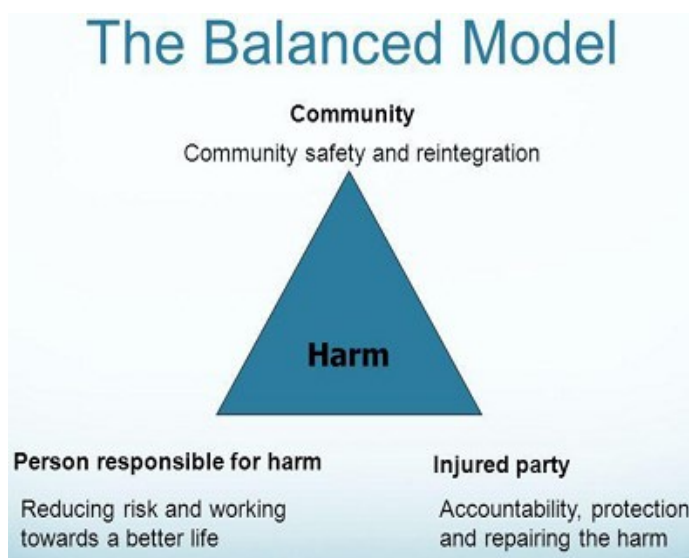 The Balanced Model
Community
Community safety and reintegration
Harm
Person responsible for harm
Reducing risk and working
towards a better life
Injured party
Accountability, protection
and repairing the harm